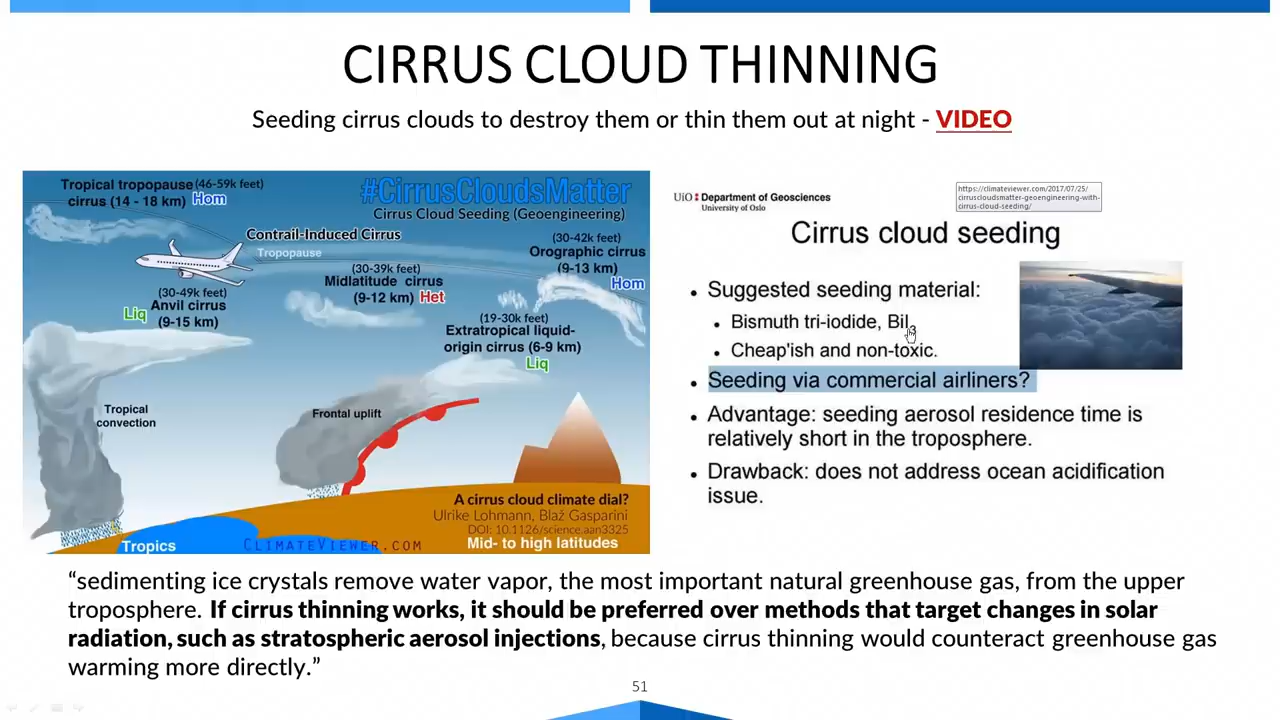 CIRRUS CLOUD THINNING
Seeding cirrus clouds to destroy them or thin them out at night - VIDEO
Tropical tropopause (46-59k feet)
cirrus (14 - 18 km) Hom
#CirrusCloudsMatter
Cirrus Cloud Seeding (Geoengineering)
Contrail-Induced Cirrus
Tropopause
(30-42k feet)
Orographic cirrus
(9-13 km)
Hom
(30-39k feet)
Midlatitude cirrus
(9-12 km) Het
(30-49k feet)
Anvil cirrus
Liq
(9-15 km)
(19-30k feet)
Extratropical liquid-
origin cirrus (6-9 km)
Liq
Tropical
convection
Frontal uplift
A cirrus cloud climate dial?
Ulrike Lohmann, Blaž Gasparini
DOI: 10.1126/science.aan3325
Tropics
CLIMATEVIEWER.COM
Mid- to high latitudes
UiO Department of Geosciences
University of Oslo
https://climateviewer.com/2017/07/25/
cirruscloudsmatter-geoengineering-with-
cirrus-cloud-seeding/
Cirrus cloud seeding
• Suggested seeding material:
• Bismuth tri-iodide, BiI3
• Cheap'ish and non-toxic.
• Seeding via commercial airliners?
• Advantage: seeding aerosol residence time is
relatively short in the troposphere.
• Drawback: does not address ocean acidification
issue.
“sedimenting ice crystals remove water vapor, the most important natural greenhouse gas, from the upper
troposphere. If cirrus thinning works, it should be preferred over methods that target changes in solar
radiation, such as stratospheric aerosol injections, because cirrus thinning would counteract greenhouse gas
warming more directly.”
51